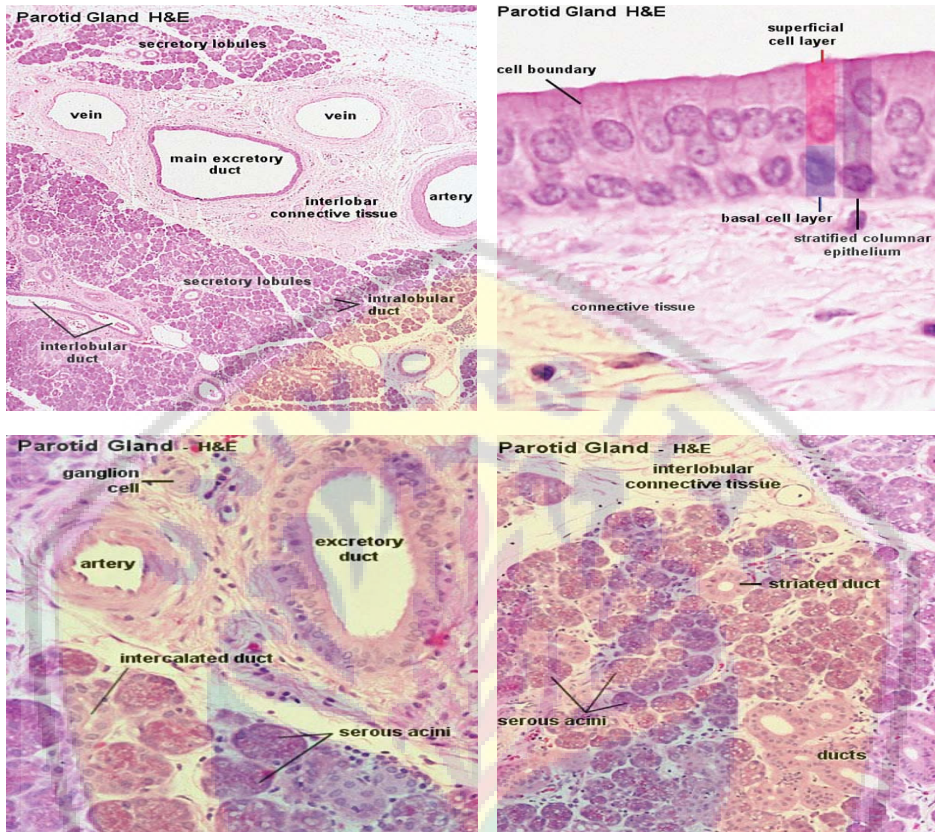 Parotid Gland H&E
secretory lobules
vein
vein
main excretory
duct
artery
interlobar
connective tissue
secretory lobules
intralobular
duct
interlobular
duct
Parotid Gland H&E
superficial
cell layer
cell boundary
basal cell layer
stratified columnar
epithelium
connective tissue
Parotid Gland - H&E
ganglion
cell
artery
excretory
duct
intercalated duct
serous acini
Parotid Gland - H&E
interlobular
connective tissue
striated duct
serous acini
ducts